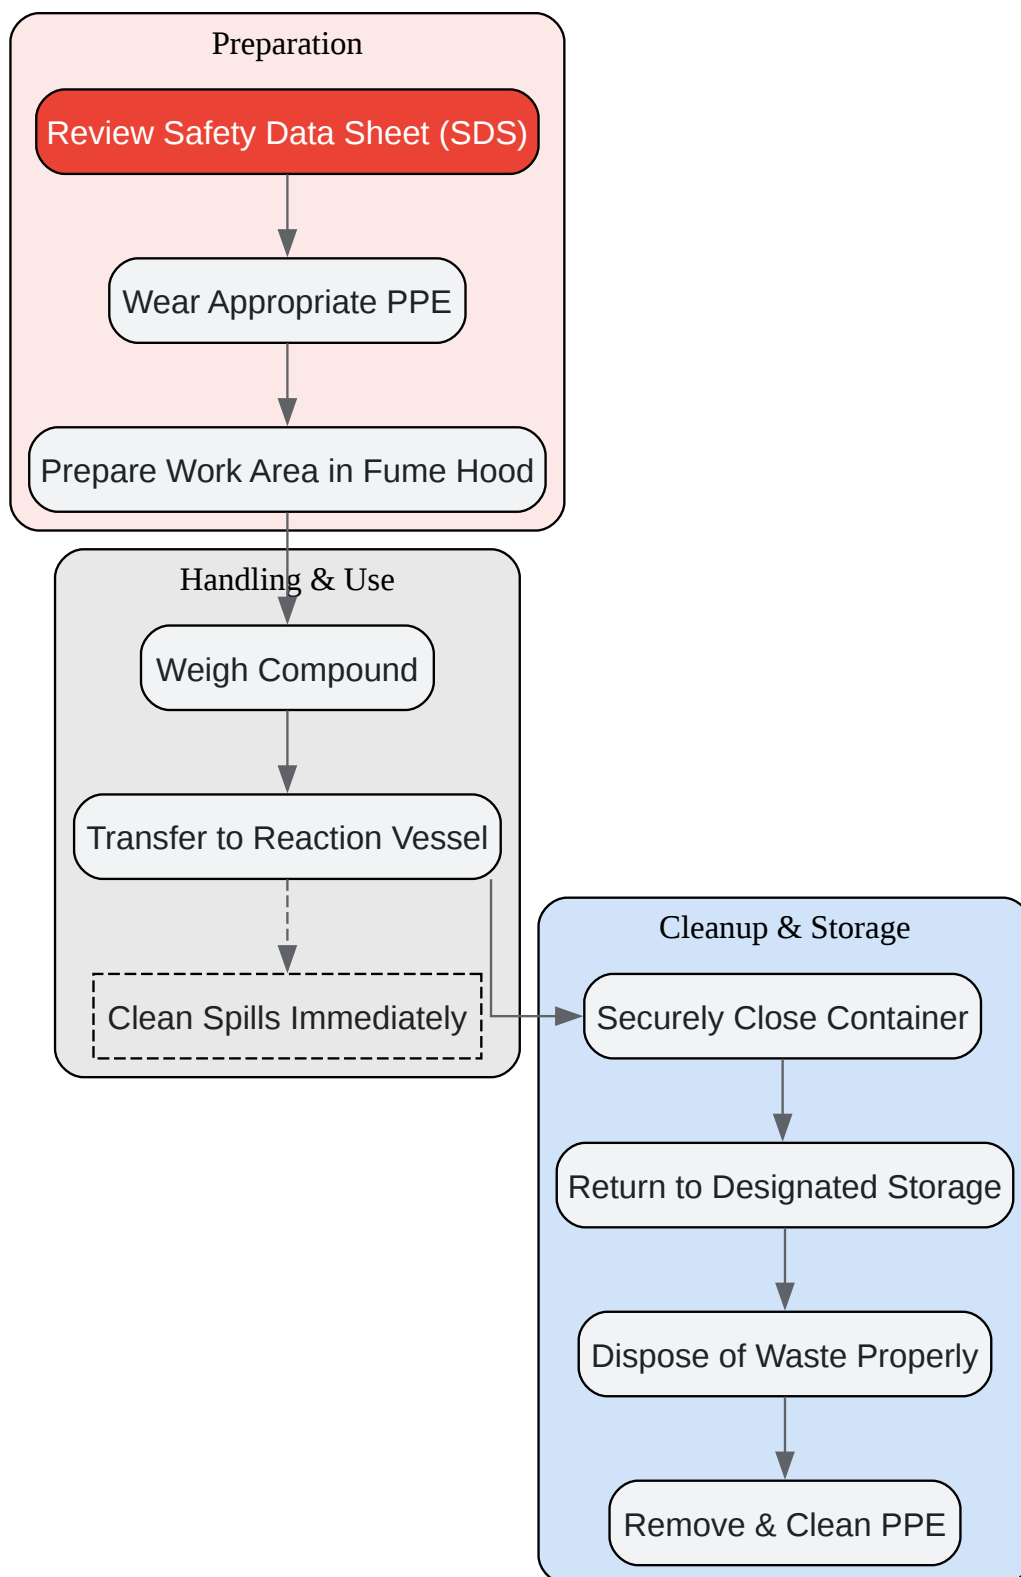 Preparation
Review Safety Data Sheet (SDS)
Wear Appropriate PPE
Prepare Work Area in Fume Hood
Handling & Use
Weigh Compound
Transfer to Reaction Vessel
Clean Spills Immediately
Cleanup & Storage
Securely Close Container
Return to Designated Storage
Dispose of Waste Properly
Remove & Clean PPE